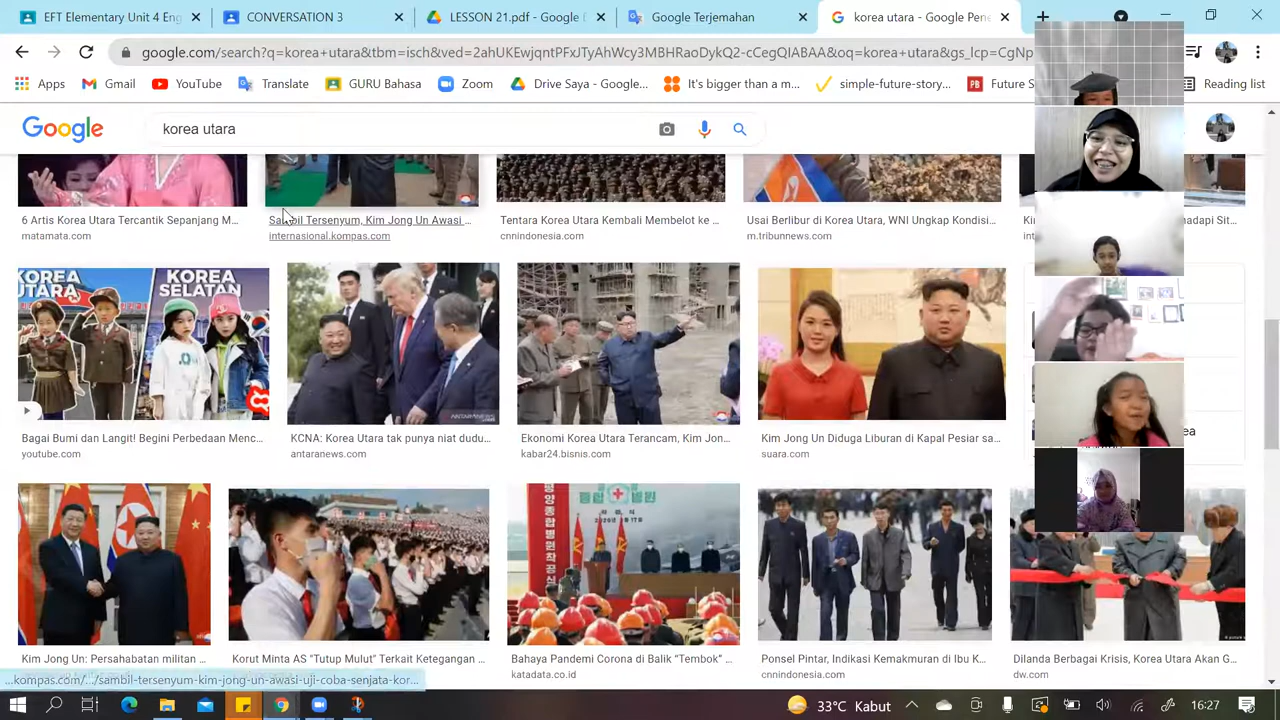 EFT English for Teens Unit 4 Eng
CONVERSATION 3
LESSON 21.pdf - Google D
Google Terjemahan
korea utara - Penelusuran
google.com/search?q=korea+utara&tbm=isch&ved=2ahUKEwigntPFxJTyAhWcy3MBHRaoDykQ2-cCegQIABAA&oq=korea+utara&gs_lcp=CgNp
Apps
Gmail
YouTube
Translate
GURU Bahasa
Zoom
Drive Saya - Google...
It's bigger than a m...
simple-future-story...
Future S
Reading list
Google
korea utara
6 Artis Korea Utara Tercantik Sepanjang M...
matamata.com
Sambil Tersenyum, Kim Jong Un Awasi ...
internasional.kompas.com
Tentara Korea Utara Kembali Membelot ke ...
cnnindonesia.com
Usai Berlibur di Korea Utara, WNI Ungkap Kondisi...
m.tribunnews.com
KOREA UTARA
KOREA SELATAN
Bagai Bumi dan Langit! Begini Perbedaan Menc...
youtube.com
KCNA: Korea Utara tak punya niat dudu...
antaranews.com
Ekonomi Korea Utara Terancam, Kim Jon...
kabar24.bisnis.com
Kim Jong Un Diduga Liburan di Kapal Pesiar sa...
suara.com
Kim Jong Un: Persahabatan militan ...
kompas.com/.../sambil-tersenyum-kim-jong-un-awasi-uji-coba-senjata-kor...
Korut Minta AS "Tutup Mulut" Terkait Ketegangan ...
Bahaya Pandemi Corona di Balik “Tembok” ...
katadata.co.id
Ponsel Pintar, Indikasi Kemakmuran di Ibu K...
cnnindonesia.com
Dilanda Berbagai Krisis, Korea Utara Akan G...
dw.com
33°C Kabut
16:27